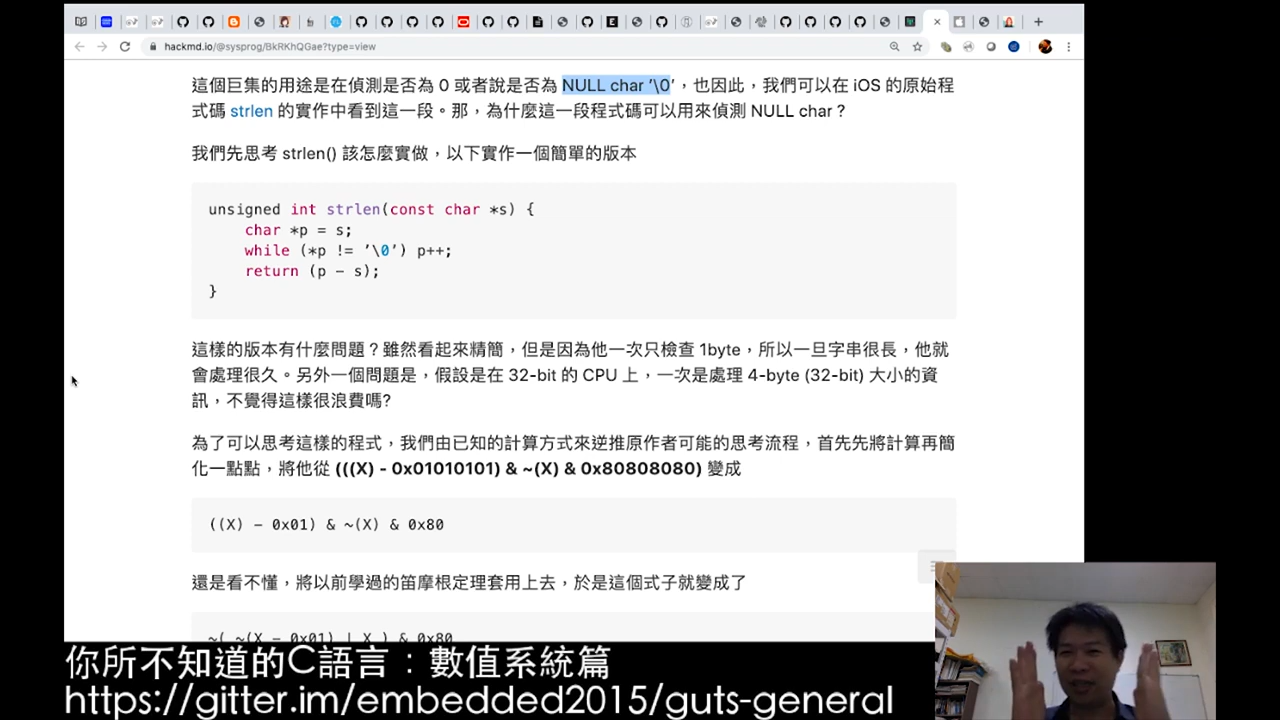 hackmd.io/@sysprog/BkRKhQGae?type=view
這個巨集的用途是在偵測是否為 0 或者說是否為 NULL char ’\0’，也因此，我們可以在 iOS 的原始程
式碼 strlen 的實作中看到這一段。那，為什麼這一段程式碼可以用來偵測 NULL char ?
我們先思考 strlen() 該怎麼實做，以下實作一個簡單的版本
unsigned int strlen(const char *s) {
    char *p = s;
    while (*p != ’\0’) p++;
    return (p - s);
}
這樣的版本有什麼問題？雖然看起來精簡，但是因為他一次只檢查 1byte，所以一旦字串很長，他就
會處理很久。另外一個問題是，假設是在 32-bit 的 CPU 上，一次是處理 4-byte (32-bit) 大小的資
訊，不覺得這樣很浪費嗎?
為了可以思考這樣的程式，我們由已知的計算方式來逆推原作者可能的思考流程，首先先將計算再簡
化一點點，將他從 (((X) - 0x01010101) & ~(X) & 0x80808080) 變成
((X) - 0x01) & ~(X) & 0x80
還是看不懂，將以前學過的笛摩根定理套用上去，於是這個式子就變成了
~( ~(X - 0x01) | X ) & 0x80
你所不知道的C語言：數值系統篇
https://gitter.im/embedded2015/guts-general